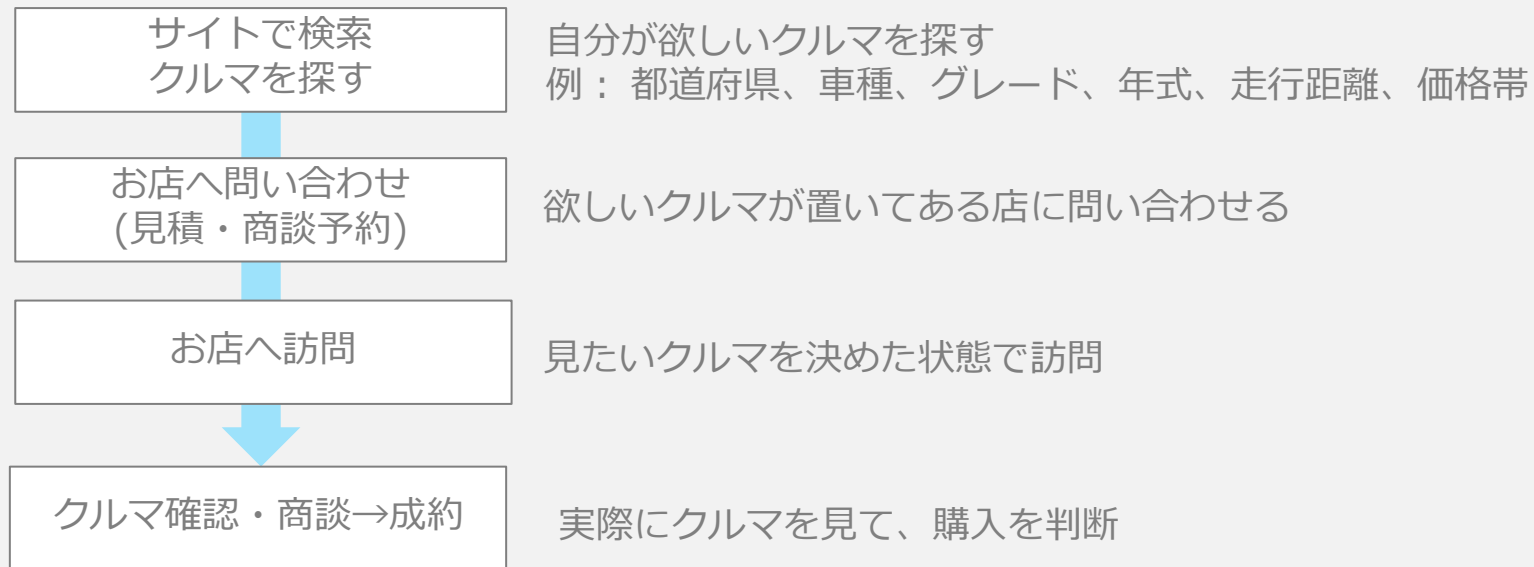 サイトで検索
クルマを探す
自分が欲しいクルマを探す
例： 都道府県、車種、グレード、年式、走行距離、価格帯
お店へ問い合わせ
(見積・商談予約)
欲しいクルマが置いてある店に問い合わせる
お店へ訪問
見たいクルマを決めた状態で訪問
クルマ確認・商談→成約
実際にクルマを見て、購入を判断